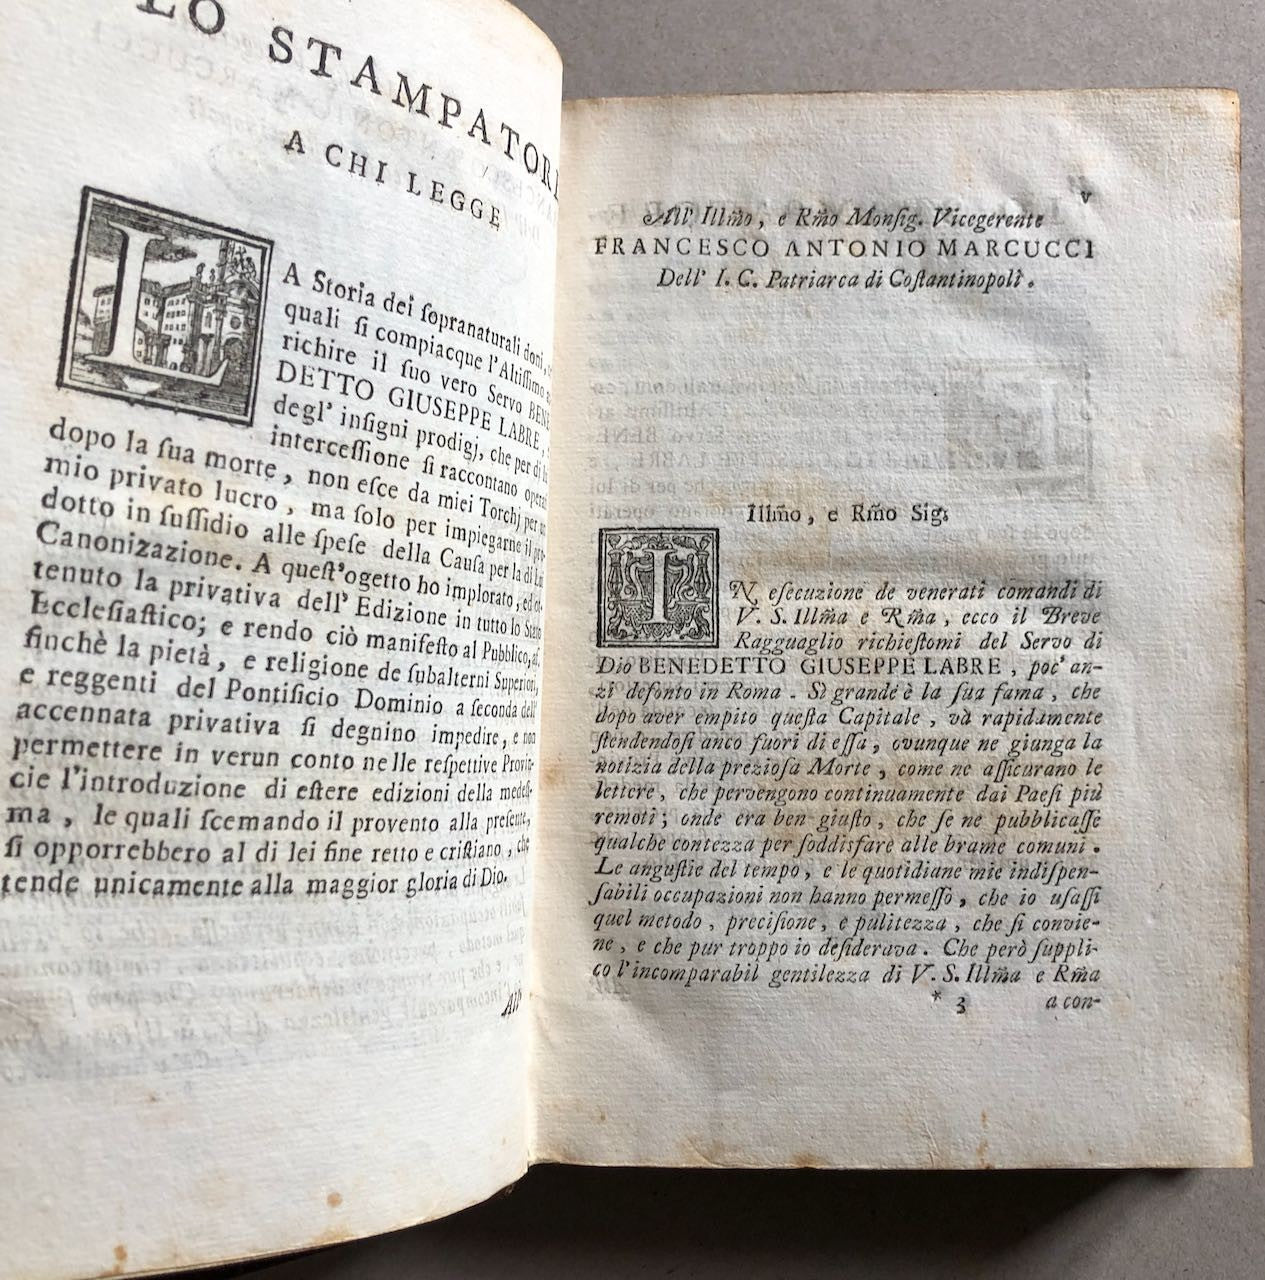 LO STAMPATORE
A CHI LEGGE
LA Storia dei ſopranaturali doni,
quali ſi compiacque l'Altiſſimo
richire il ſuo vero Servo BENE
DETTO GIUSEPPE LABRE,
degl' inſigni prodigj, che per di lui
interceſſione ſi raccontano operati
dopo la ſua morte, non eſce da miei Torchj per un
mio privato lucro, ma ſolo per impiegarne il pro-
dotto in ſuſſidio alle ſpeſe della Cauſa per la di Lui
Canonizazione. A queſt'ogetto ho implorato, ed ot-
tenuto la privativa dell' Edizione in tutto lo Stato
Eccleſiaſtico; e rendo ciò manifeſto al Pubblico, af-
finchè la pietà, e religione de ſubalterni Superiori,
e reggenti del Pontificio Dominio a ſeconda dell'
accennata privativa ſi degnino impedire, e non
permettere in verun conto nelle reſpettive Provin-
cie l'introduzione di eſtere edizioni della medeſi-
ma, le quali ſcemando il provento alla preſente,
ſi opporrebbero al di lei fine retto e criſtiano, che
tende unicamente alla maggior gloria di Dio.
All'
v
All' Illm̃o, e Rm̃o Monſig. Vicegerente
FRANCESCO ANTONIO MARCUCCI
Dell' I. C. Patriarca di Coſtantinopoli.
Illm̃o, e Rm̃o Sig:
IN eſecuzione de venerati comandi di
V. S. Illm̃a e Rm̃a, ecco il Breve
Ragguaglio richieſtomi del Servo di
Dio BENEDETTO GIUSEPPE LABRE, poc' an-
zi defonto in Roma. Sì grande è la ſua fama, che
dopo aver empito queſta Capitale, và rapidamente
ſtendendoſi anco fuori di eſſa, ovunque ne giunga la
notizia della prezioſa Morte, come ne aſſicurano le
lettere, che pervengono continuamente dai Paeſi più
remoti; onde era ben giuſto, che ſe ne pubblicaſſe
qualche contezza per ſoddisfare alle brame comuni.
Le anguſtie del tempo, e le quotidiane mie indiſpen-
ſabili occupazioni non hanno permeſſo, che io uſaſſi
quel metodo, preciſione, e pulitezza, che ſi convie-
ne, e che pur troppo io deſiderava. Che però ſuppli-
co l'incomparabil gentilezza di V. S. Illm̃a e Rm̃a
* 3 a con-